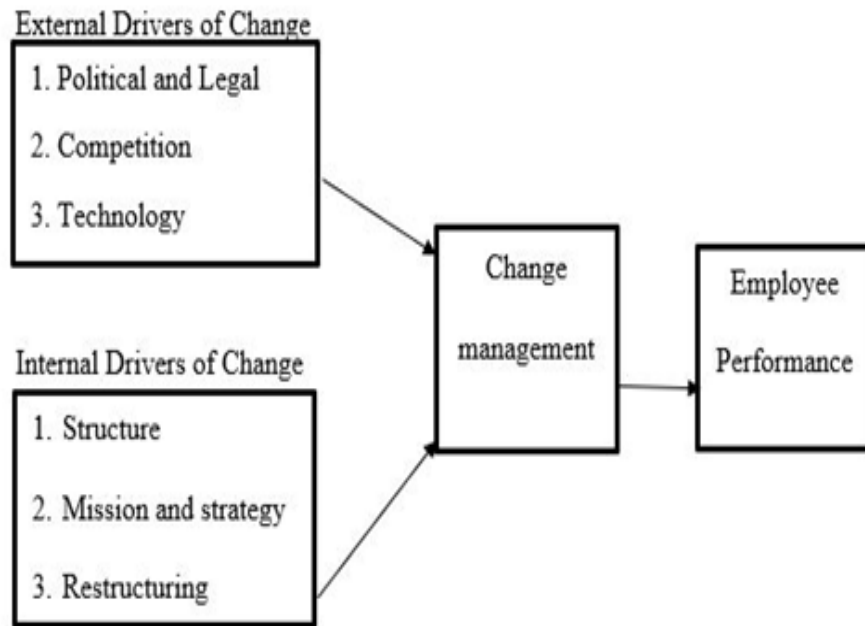 External Drivers of Change
1. Political and Legal
2. Competition
3. Technology
Internal Drivers of Change
1. Structure
2. Mission and strategy
3. Restructuring
Change
management
Employee
Performance